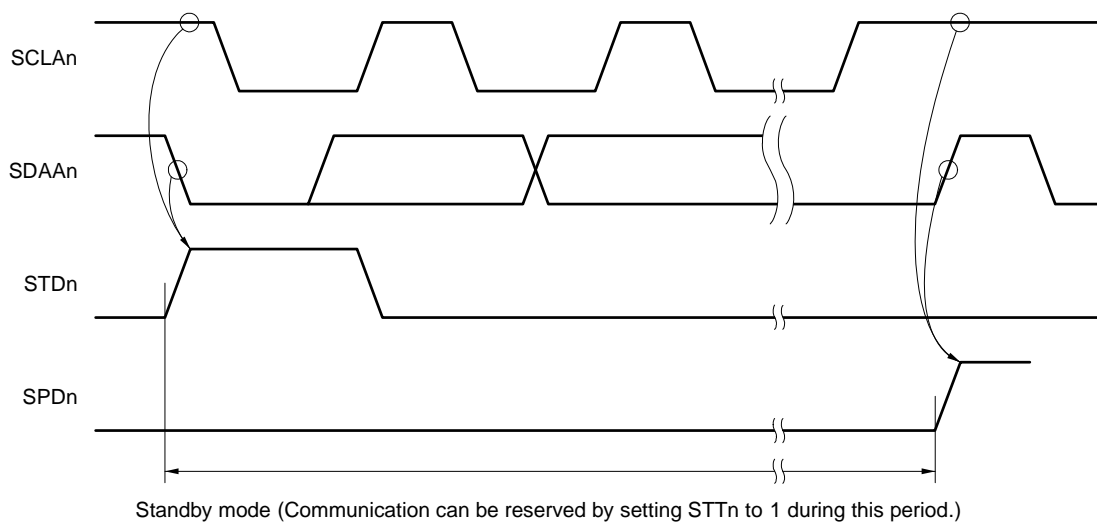 SCLAn
SDAAn
STDn
SPDn
Standby mode (Communication can be reserved by setting STTn to 1 during this period.)